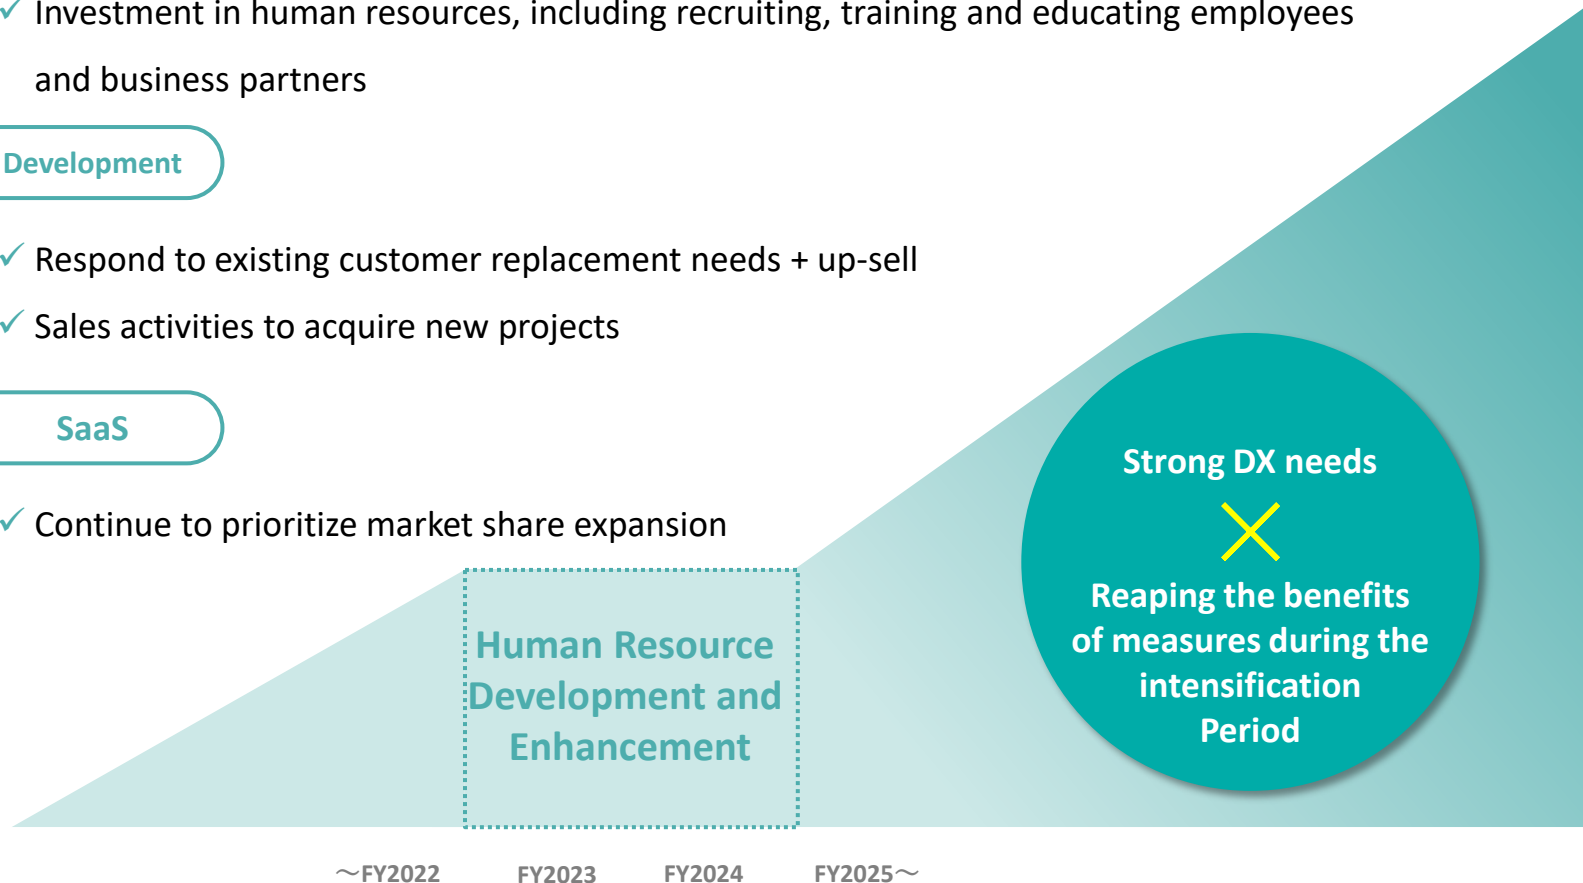 ✓ Investment in human resources, including recruiting, training and educating employees
and business partners
Development
✓ Respond to existing customer replacement needs + up-sell
✓ Sales activities to acquire new projects
SaaS
✓ Continue to prioritize market share expansion
Human Resource
Development and
Enhancement
Strong DX needs
Reaping the benefits
of measures during the
intensification
Period
~FY2022
FY2023
FY2024
FY2025~